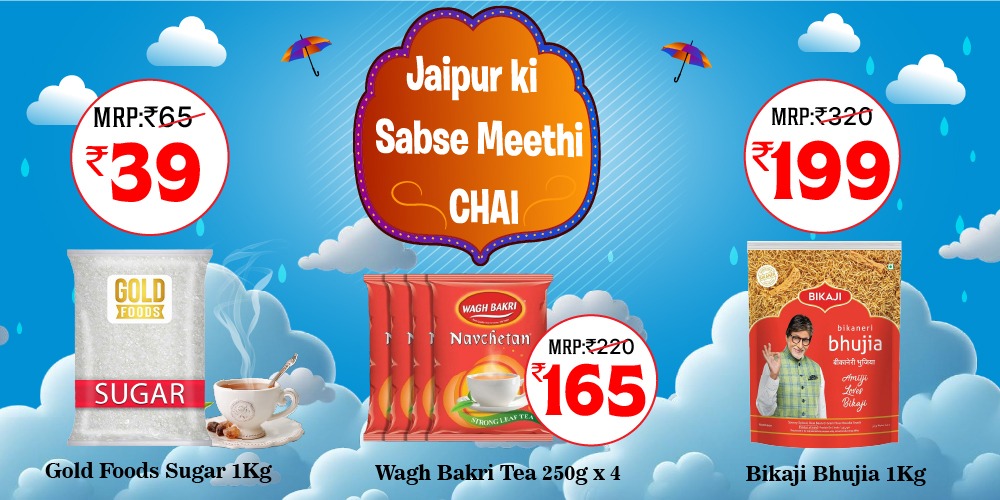 Jaipur ki
Sabse Meethi
CHAI
MRP:₹65
₹39
GOLD
FOODS
SUGAR
Gold Foods Sugar 1Kg
WAGH BAKRI
Navchetan
STRONG LEAF TEA
MRP:₹220
₹165
Wagh Bakri Tea 250g x 4
MRP:₹320
₹199
BIKAJI
bikaneri
bhujia
बीकानेरी भुजिया
Amitji
Loves
Bikaji
Bikaji Bhujia 1Kg